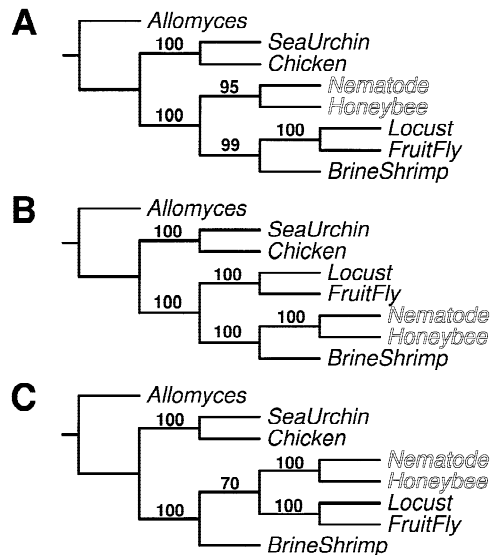 A
Allomyces
100
SeaUrchin
Chicken
95
Nematode
Honeybee
100
100
Locust
99
FruitFly
BrineShrimp
B
Allomyces
100
SeaUrchin
Chicken
100
Locust
FruitFly
100
100
Nematode
100
Honeybee
BrineShrimp
C
Allomyces
100
SeaUrchin
Chicken
100
Nematode
70
Honeybee
100
Locust
100
FruitFly
BrineShrimp